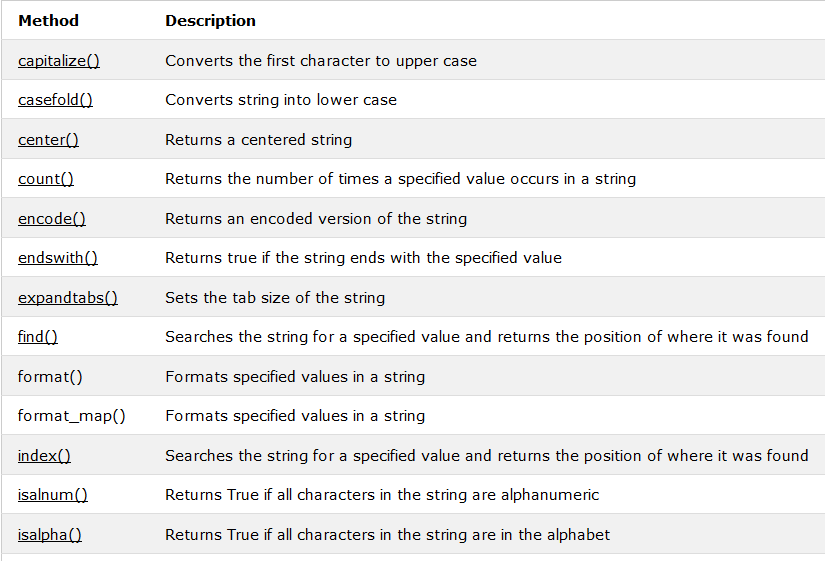 Method Description
capitalize() Converts the first character to upper case
casefold() Converts string into lower case
center() Returns a centered string
count() Returns the number of times a specified value occurs in a string
encode() Returns an encoded version of the string
endswith() Returns true if the string ends with the specified value
expandtabs() Sets the tab size of the string
find() Searches the string for a specified value and returns the position of where it was found
format() Formats specified values in a string
format_map() Formats specified values in a string
index() Searches the string for a specified value and returns the position of where it was found
isalnum() Returns True if all characters in the string are alphanumeric
isalpha() Returns True if all characters in the string are in the alphabet